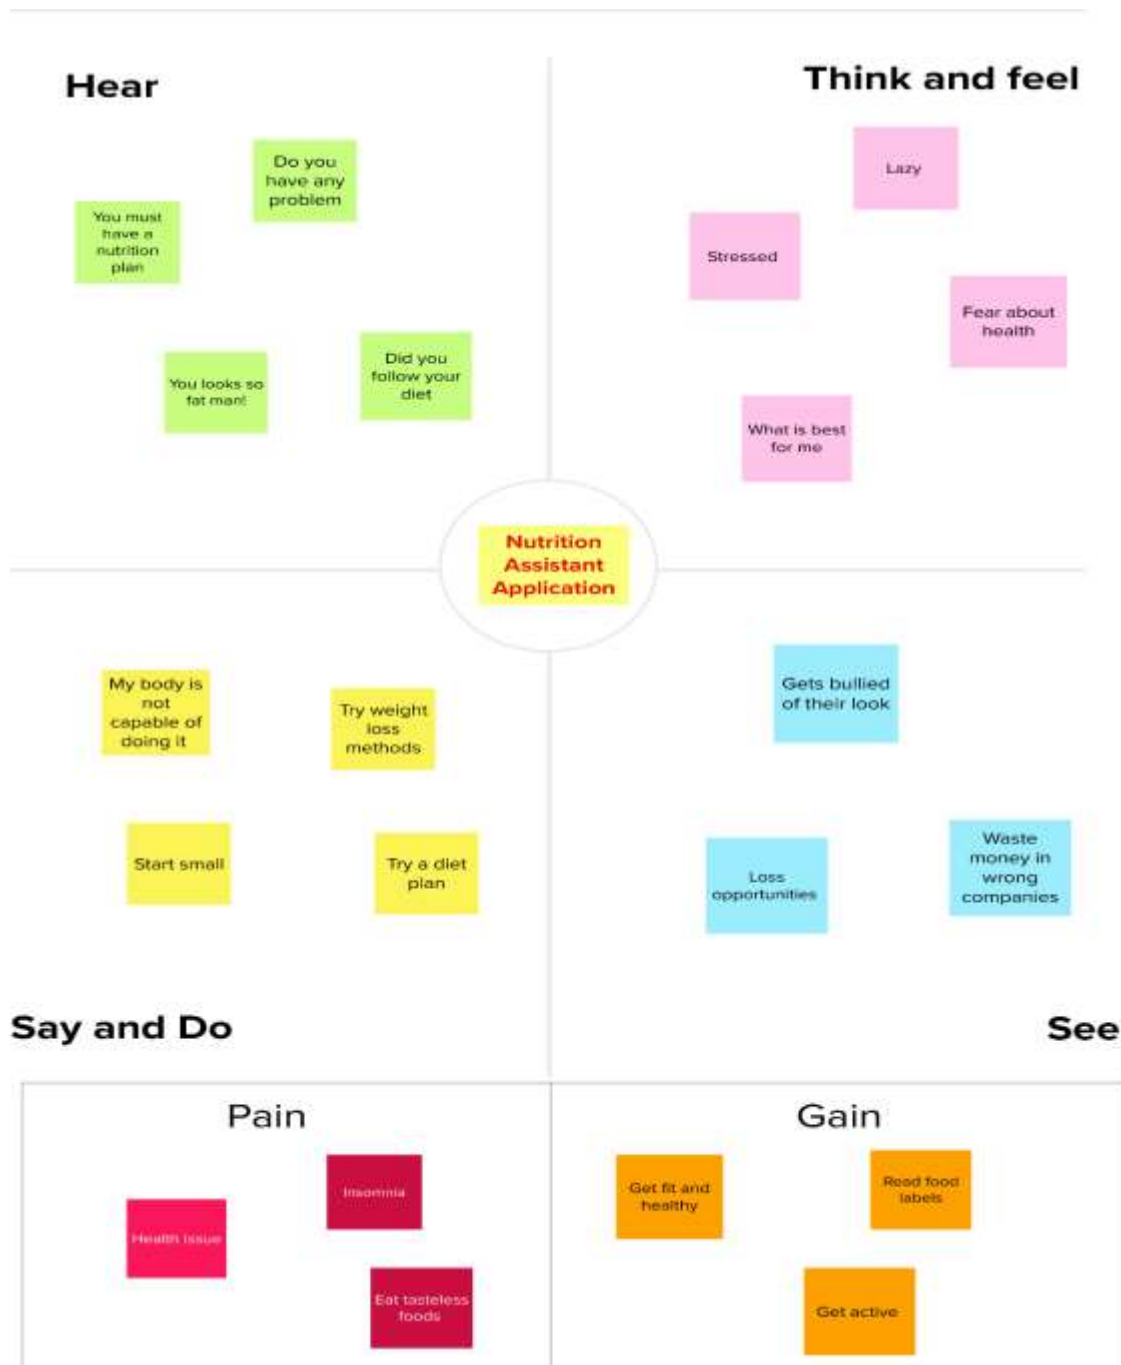 Hear
Do you
have any
problem
You must
have a
nutrition
plan
You looks so
fat man!
Did you
follow your
diet
Think and feel
Lazy
Stressed
Fear about
health
What is best
for me
Nutrition
Assistant
Application
My body is
not
capable of
doing it
Try weight
loss
methods
Start small
Try a diet
plan
Say and Do
Gets bullied
of their look
Loss
opportunities
Waste
money in
wrong
companies
See
Pain
Insomnia
Health issue
Eat tasteless
foods
Gain
Get fit and
healthy
Read food
labels
Get active